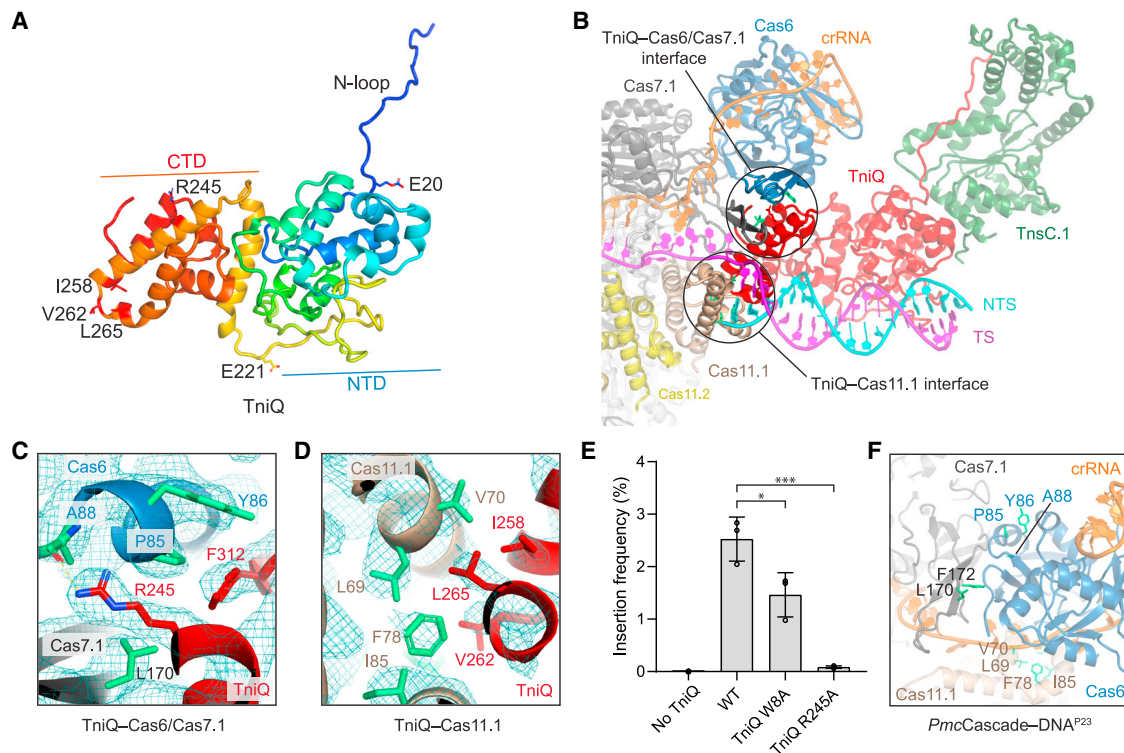 A
N-loop
CTD
R245
E20
I258
V262
L265
E221
NTD
TniQ
B
Cas6
crRNA
TniQ–Cas6/Cas7.1
interface
Cas7.1
TniQ
TnsC.1
NTS
TS
Cas11.1
Cas11.2
TniQ–Cas11.1 interface
C
Cas6
A88
Y86
P85
F312
R245
Cas7.1
L170
TniQ
TniQ–Cas6/Cas7.1
D
Cas11.1
V70
I258
L69
L265
F78
I85
V262
TniQ
TniQ–Cas11.1
E
Insertion frequency (%)
4
3
2
1
0
***
*
No TniQ
WT
TniQ W8A
TniQ R245A
F
Cas7.1
crRNA
Y86
A88
P85
F172
L170
V70
L69
F78
I85
Cas11.1
Cas6
PmcCascade–DNAᴾ²³